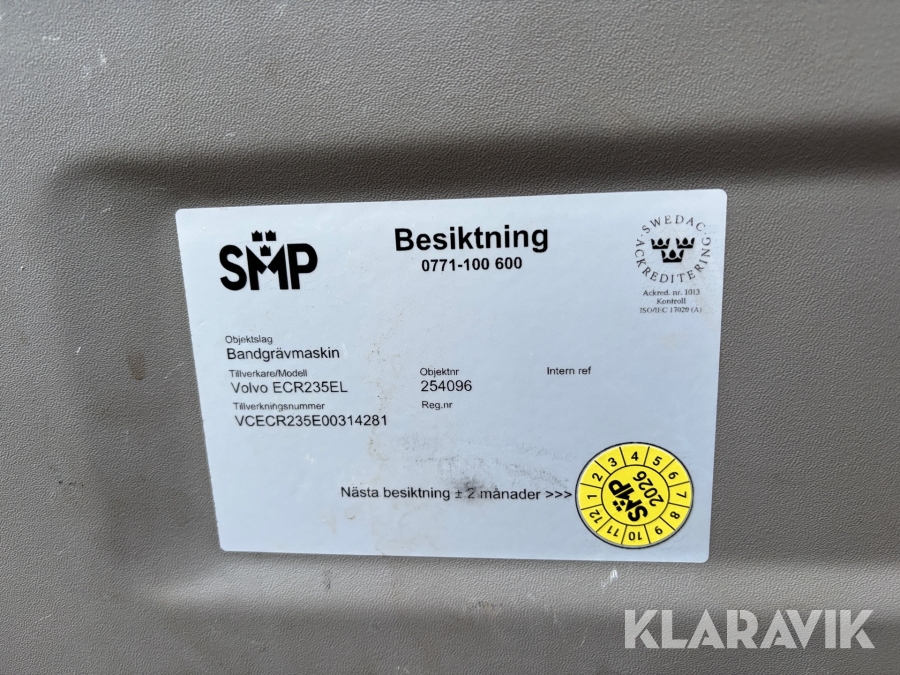 SMP
Besiktning
0771-100 600
SWEDAC
ACKREDITERING
Ackred. nr. 1013
Kontroll
ISO/IEC 17020 (A)
Objektslag
Bandgrävmaskin
Tillverkare/Modell
Volvo ECR235EL
Objektnr
254096
Intern ref
Tillverkningsnummer
VCECR235E00314281
Reg.nr
Nästa besiktning ± 2 månader >>>
1 2 3 4 5 6 7 8 9 10 11 12
SMP
2026
KLARAVIK